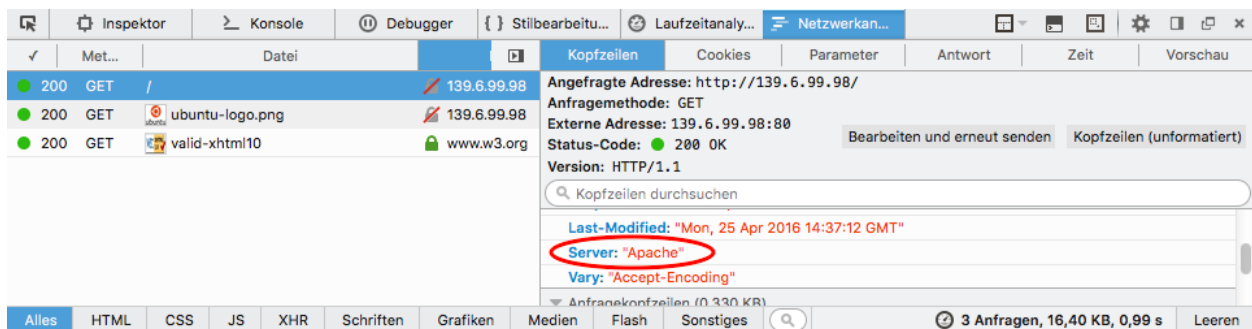 Inspektor Konsole Debugger { } Stilbearbeitu... Laufzeitanaly... Netzwerkan...
✓ Met... Datei
Kopfzeilen Cookies Parameter Antwort Zeit Vorschau
200 GET / 139.6.99.98
200 GET ubuntu-logo.png 139.6.99.98
200 GET valid-xhtml10 www.w3.org
Angefragte Adresse: http://139.6.99.98/
Anfragemethode: GET
Externe Adresse: 139.6.99.98:80
Status-Code: 200 OK
Bearbeiten und erneut senden Kopfzeilen (unformatiert)
Version: HTTP/1.1
Kopfzeilen durchsuchen
Last-Modified: "Mon, 25 Apr 2016 14:37:12 GMT"
Server: "Apache"
Vary: "Accept-Encoding"
Anfragekopfzeilen (0,330 KB)
Alles HTML CSS JS XHR Schriften Grafiken Medien Flash Sonstiges 3 Anfragen, 16,40 KB, 0,99 s Leeren